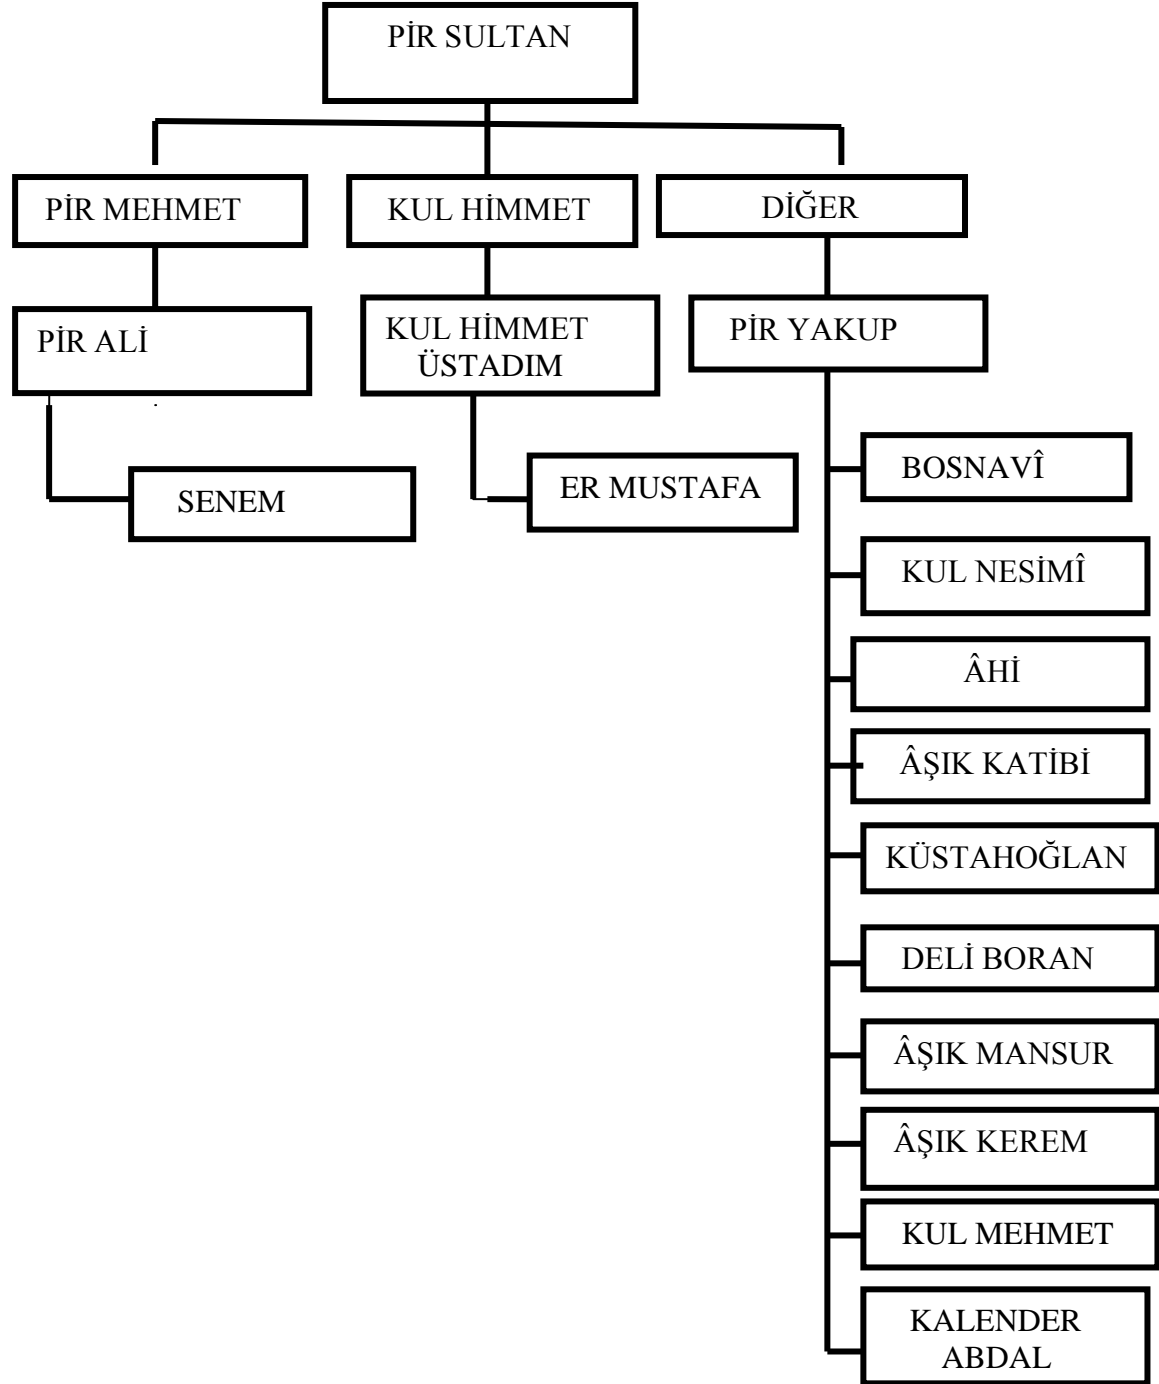 PİR SULTAN
PİR MEHMET
KUL HİMMET
DİĞER
PİR ALİ
KUL HİMMET
ÜSTADIM
PİR YAKUP
SENEM
ER MUSTAFA
BOSNAVÎ
KUL NESİMÎ
ÂHİ
ÂŞIK KATİBİ
KÜSTAHOĞLAN
DELİ BORAN
ÂŞIK MANSUR
ÂŞIK KEREM
KUL MEHMET
KALENDER
ABDAL